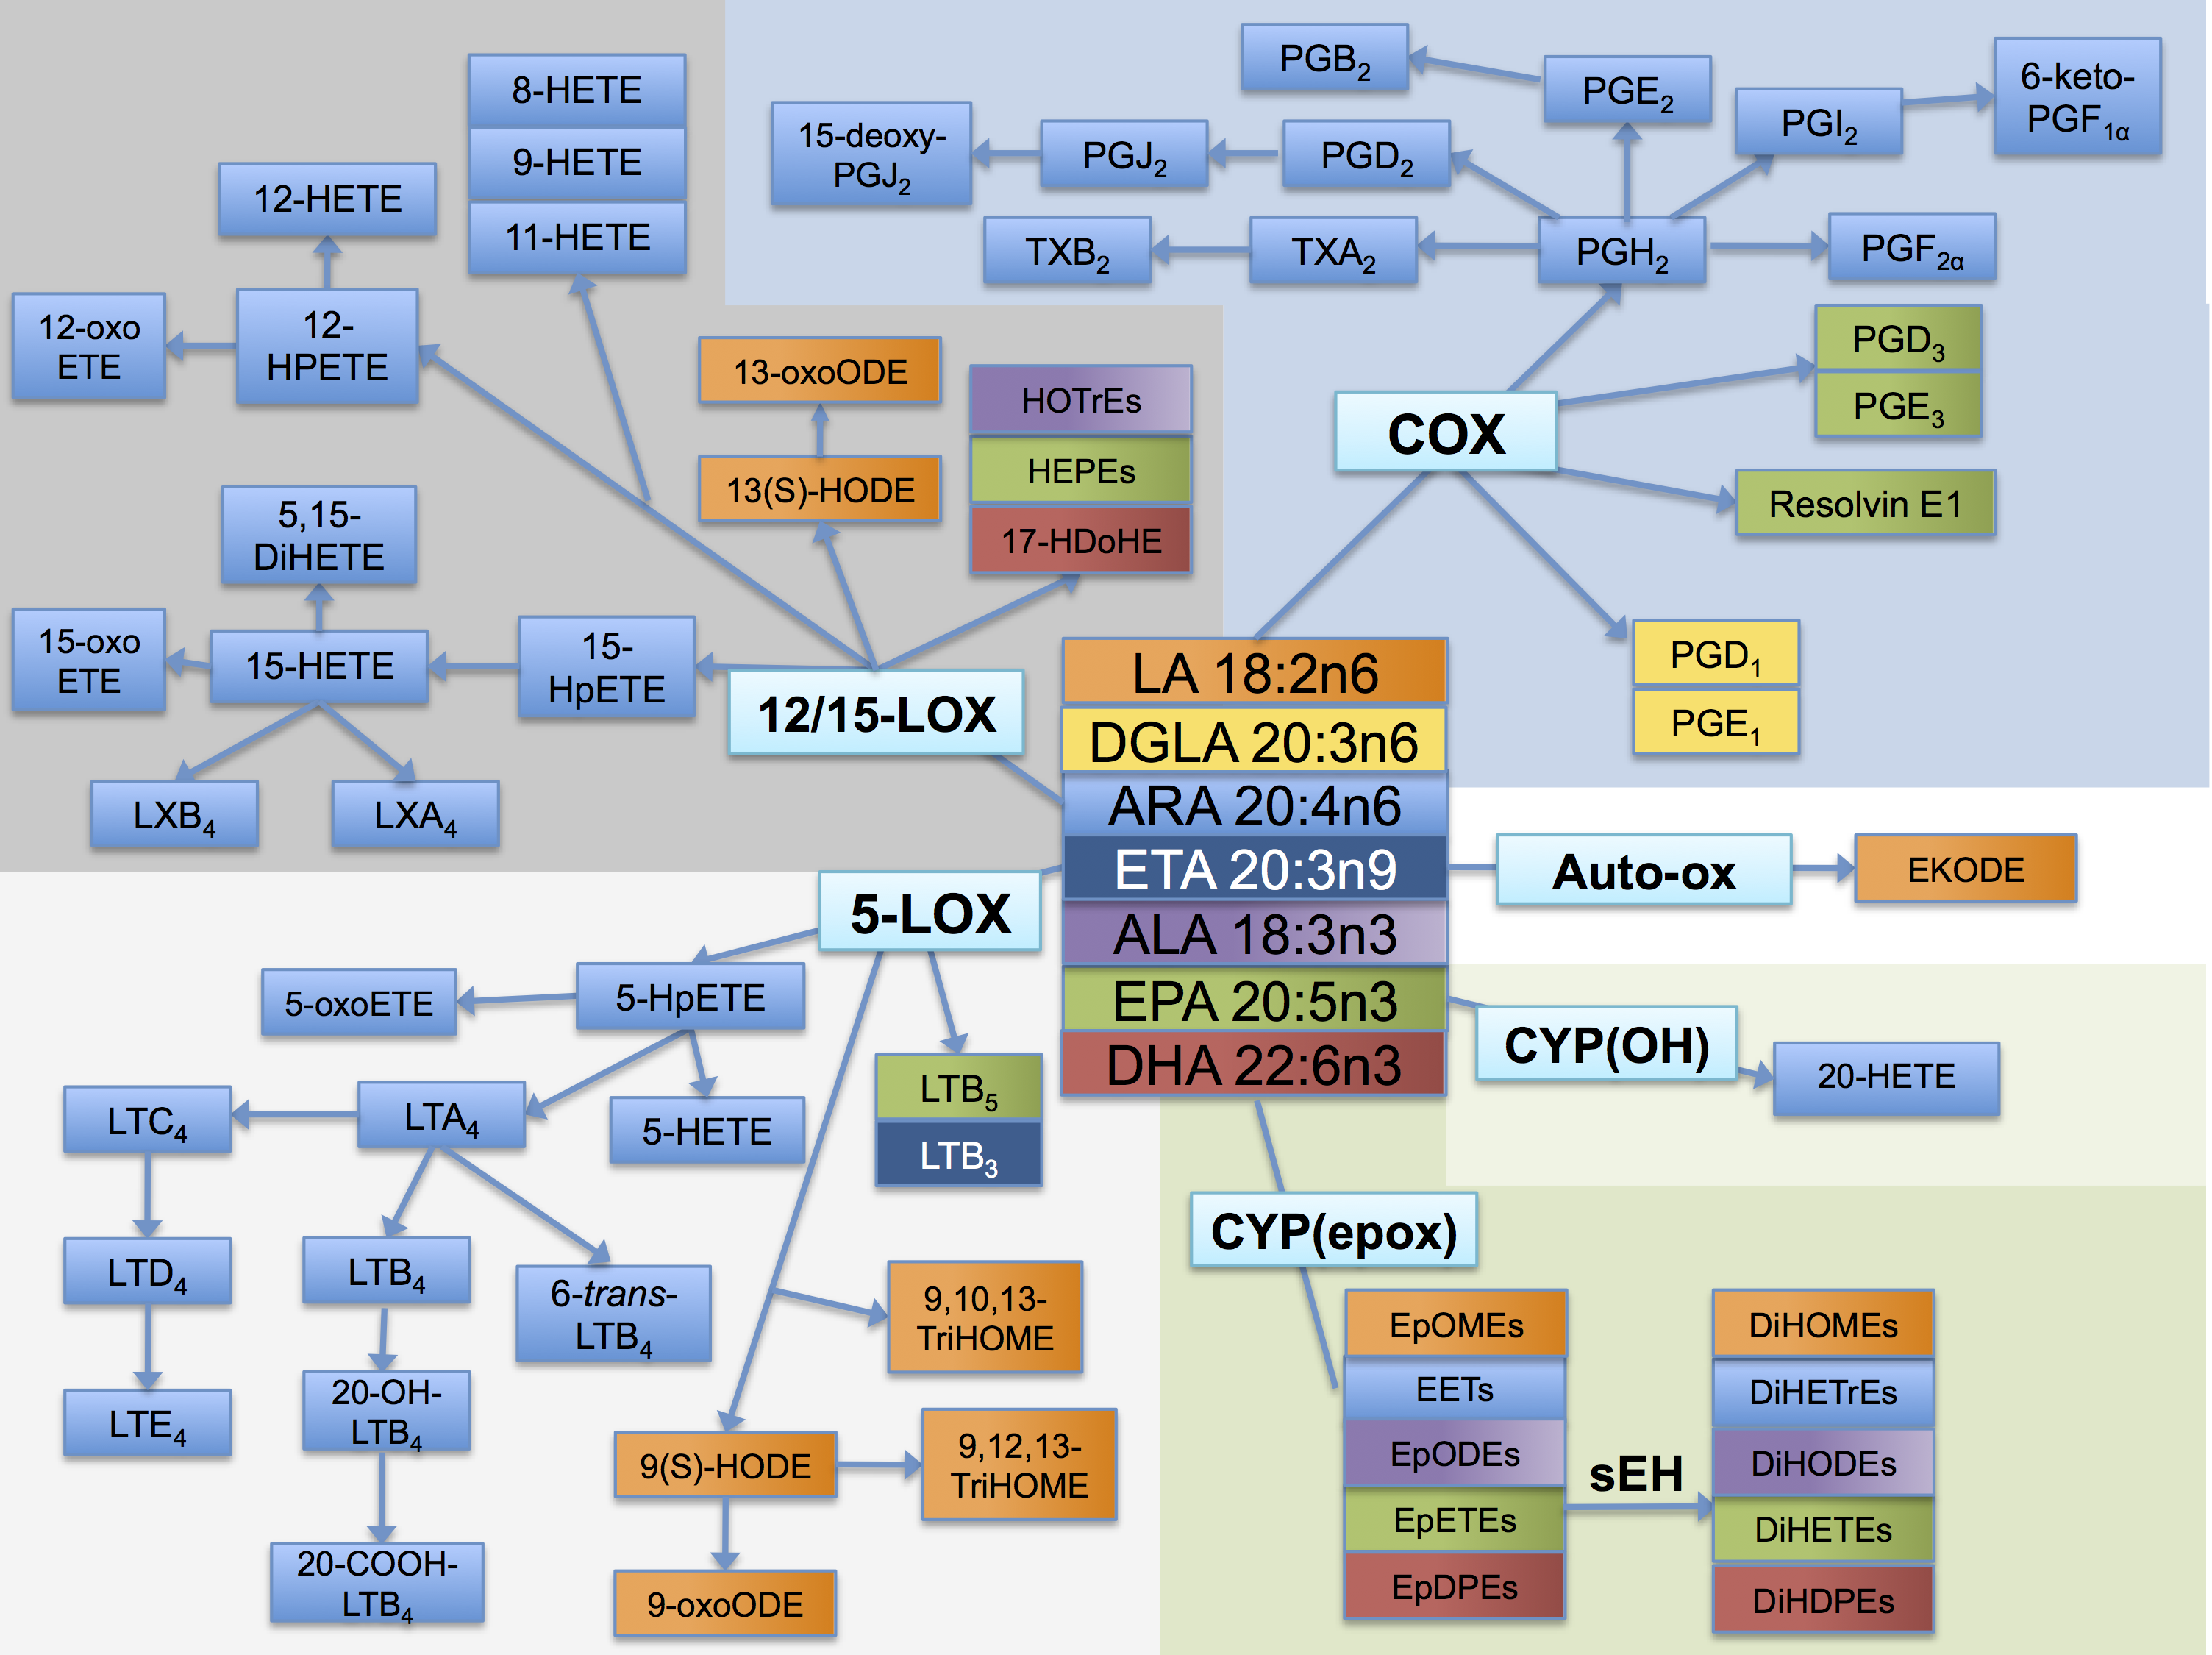 8-HETE
9-HETE
11-HETE
12-HETE
12-oxo
ETE
12-
HPETE
13-oxoODE
13(S)-HODE
HOTrEs
HEPEs
17-HDoHE
5,15-
DiHETE
15-oxo
ETE
15-HETE
15-
HpETE
12/15-LOX
LXB4
LXA4
PGB2
PGE2
PGI2
6-keto-
PGF1α
15-deoxy-
PGJ2
PGJ2
PGD2
TXB2
TXA2
PGH2
PGF2α
COX
PGD3
PGE3
Resolvin E1
PGD1
PGE1
LA 18:2n6
DGLA 20:3n6
ARA 20:4n6
ETA 20:3n9
ALA 18:3n3
EPA 20:5n3
DHA 22:6n3
Auto-ox
EKODE
CYP(OH)
20-HETE
5-LOX
5-oxoETE
5-HpETE
LTC4
LTA4
5-HETE
LTB5
LTB3
LTD4
LTB4
6-trans-
LTB4
LTE4
20-OH-
LTB4
20-COOH-
LTB4
9,10,13-
TriHOME
9(S)-HODE
9,12,13-
TriHOME
9-oxoODE
CYP(epox)
EpOMEs
EETs
EpODEs
EpETEs
EpDPEs
sEH
DiHOMEs
DiHETrEs
DiHODEs
DiHETEs
DiHDPEs